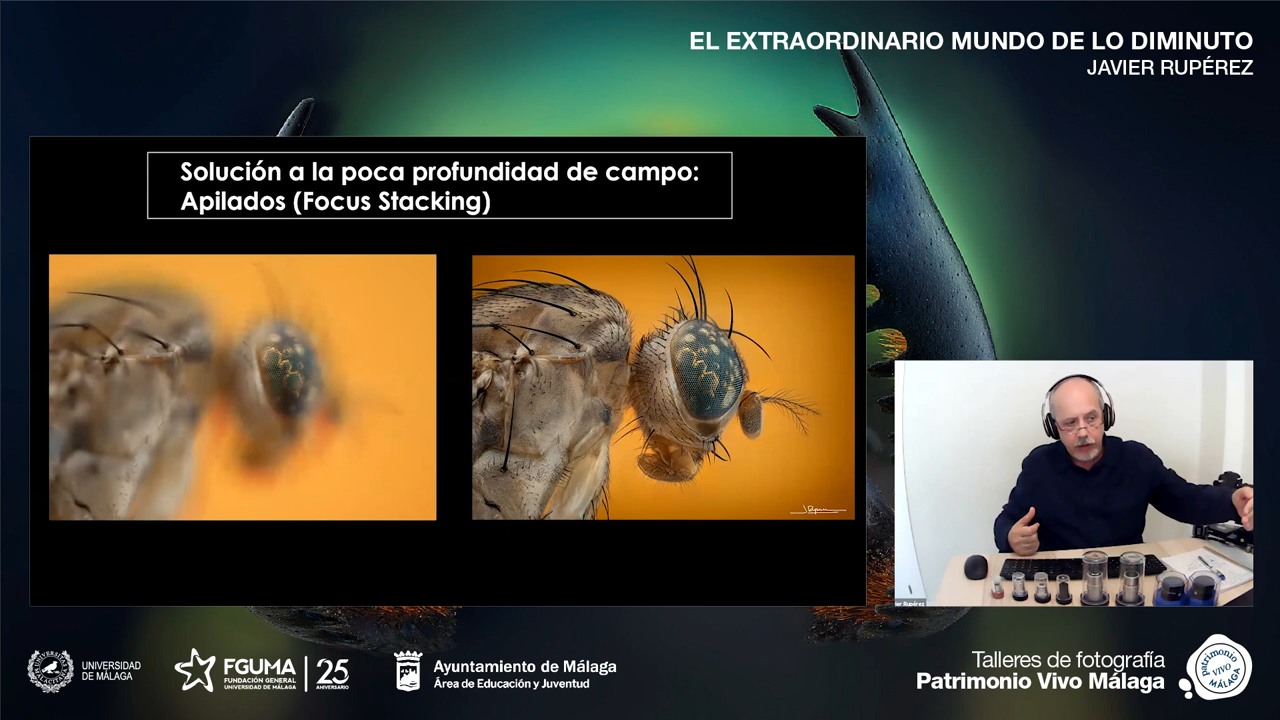 EL EXTRAORDINARIO MUNDO DE LO DIMINUTO
JAVIER RUPÉREZ
Solución a la poca profundidad de campo:
Apilados (Focus Stacking)
ier Rupérez
UNIVERSIDAD
DE MÁLAGA
FGUMA
FUNDACIÓN GENERAL
UNIVERSIDAD DE MÁLAGA
25
ANIVERSARIO
Ayuntamiento de Málaga
Área de Educación y Juventud
Talleres de fotografía
Patrimonio Vivo Málaga
patrimonio
VIVO
MÁLAGA